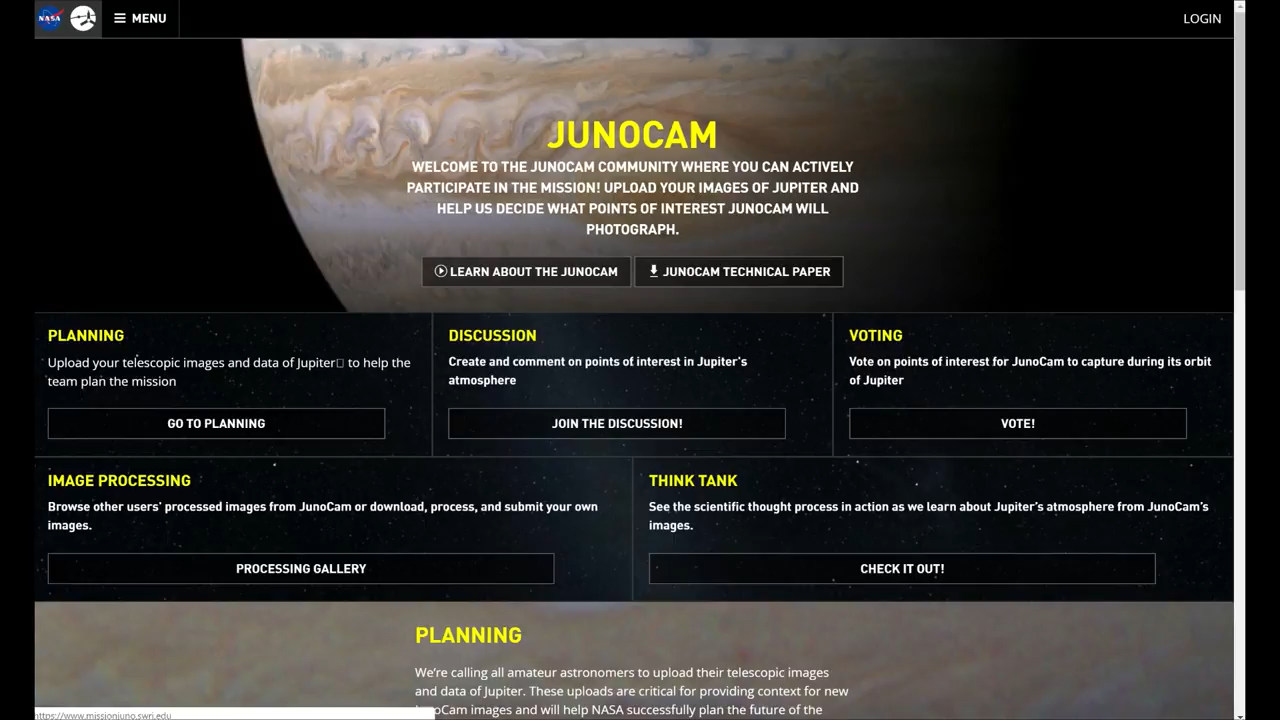 NASA
MENU
LOGIN
JUNOCAM
WELCOME TO THE JUNOCAM COMMUNITY WHERE YOU CAN ACTIVELY
PARTICIPATE IN THE MISSION! UPLOAD YOUR IMAGES OF JUPITER AND
HELP US DECIDE WHAT POINTS OF INTEREST JUNOCAM WILL
PHOTOGRAPH.
LEARN ABOUT THE JUNOCAM
JUNOCAM TECHNICAL PAPER
PLANNING
Upload your telescopic images and data of Jupiter to help the
team plan the mission
GO TO PLANNING
DISCUSSION
Create and comment on points of interest in Jupiter's
atmosphere
JOIN THE DISCUSSION!
VOTING
Vote on points of interest for JunoCam to capture during its orbit
of Jupiter
VOTE!
IMAGE PROCESSING
Browse other users' processed images from JunoCam or download, process, and submit your own
images.
PROCESSING GALLERY
THINK TANK
See the scientific thought process in action as we learn about Jupiter's atmosphere from JunoCam's
images.
CHECK IT OUT!
PLANNING
We're calling all amateur astronomers to upload their telescopic images
and data of Jupiter. These uploads are critical for providing context for new
JunoCam images and will help NASA successfully plan the future of the
https://www.missionjuno.swri.edu